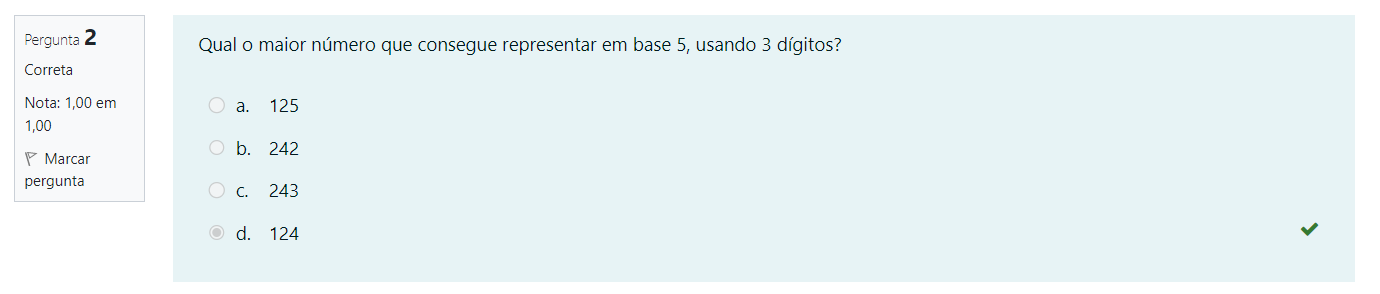 Pergunta 2
Correta
Nota: 1,00 em
1,00
Marcar
pergunta
Qual o maior número que consegue representar em base 5, usando 3 dígitos?
a. 125
b. 242
c. 243
d. 124